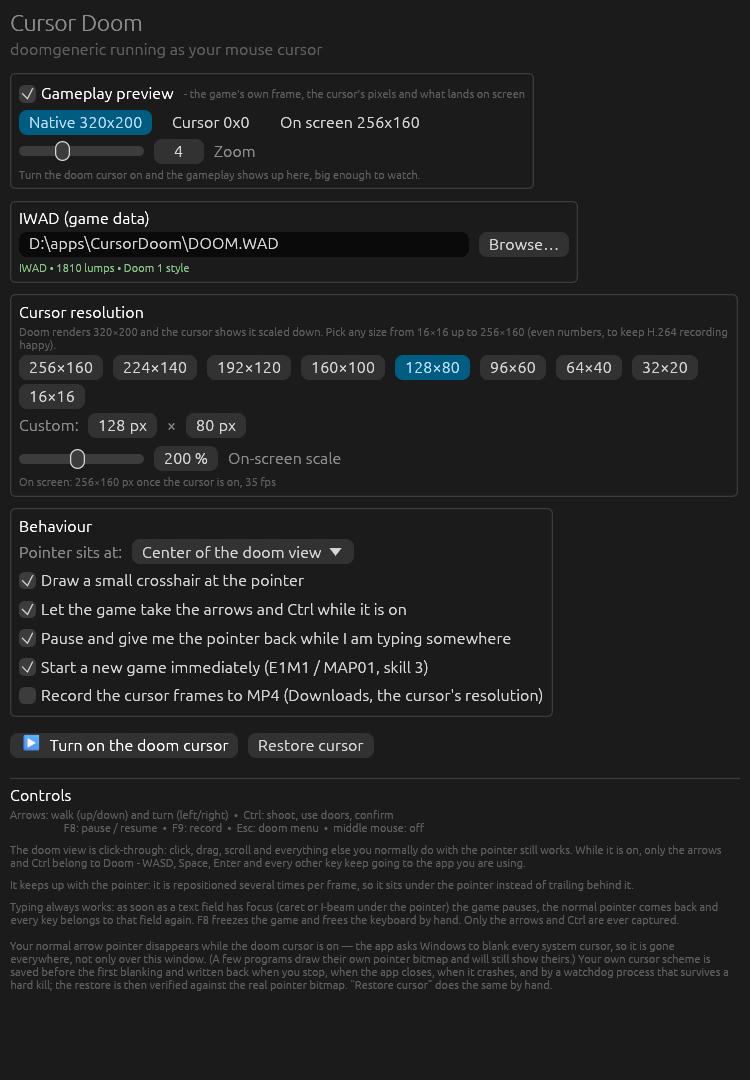 Cursor Doom
doomgeneric running as your mouse cursor
Gameplay preview - the game's own frame, the cursor's pixels and what lands on screen
Native 320x200 Cursor 0x0 On screen 256x160
4 Zoom
Turn the doom cursor on and the gameplay shows up here, big enough to watch.
IWAD (game data)
D:\apps\CursorDoom\DOOM.WAD Browse...
IWAD • 1810 lumps • Doom 1 style
Cursor resolution
Doom renders 320×200 and the cursor shows it scaled down. Pick any size from 16×16 up to 256×160 (even numbers, to keep H.264 recording
happy).
256×160 224×140 192×120 160×100 128×80 96×60 64×40 32×20
16×16
Custom: 128 px × 80 px
200 % On-screen scale
On screen: 256×160 px once the cursor is on, 35 fps
Behaviour
Pointer sits at: Center of the doom view
Draw a small crosshair at the pointer
Let the game take the arrows and Ctrl while it is on
Pause and give me the pointer back while I am typing somewhere
Start a new game immediately (E1M1 / MAP01, skill 3)
Record the cursor frames to MP4 (Downloads, the cursor's resolution)
Turn on the doom cursor Restore cursor
Controls
Arrows: walk (up/down) and turn (left/right) • Ctrl: shoot, use doors, confirm
F8: pause / resume • F9: record • Esc: doom menu • middle mouse: off
The doom view is click-through: click, drag, scroll and everything else you normally do with the pointer still works. While it is on, only the arrows
and Ctrl belong to Doom - WASD, Space, Enter and every other key keep going to the app you are using.
It keeps up with the pointer: it is repositioned several times per frame, so it sits under the pointer instead of trailing behind it.
Typing always works: as soon as a text field has focus (caret or I-beam under the pointer) the game pauses, the normal pointer comes back and
every key belongs to that field again. F8 freezes the game and frees the keyboard by hand. Only the arrows and Ctrl are ever captured.
Your normal arrow pointer disappears while the doom cursor is on — the app asks Windows to blank every system cursor, so it is gone
everywhere, not only over this window. (A few programs draw their own pointer bitmap and will still show theirs.) Your own cursor scheme is
saved before the first blanking and written back when you stop, when the app closes, when it crashes, and by a watchdog process that survives a
hard kill; the restore is then verified against the real pointer bitmap. "Restore cursor" does the same by hand.